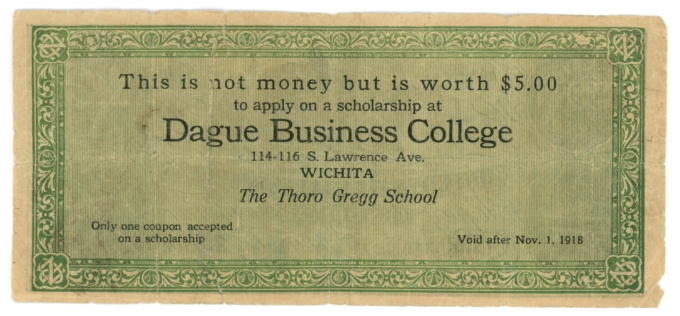 This is not money but is worth $5.00
to apply on a scholarship at
Dague Business College
114-116 S. Lawrence Ave.
WICHITA
The Thoro Gregg School
Only one coupon accepted
on a scholarship
Void after Nov. 1, 1918